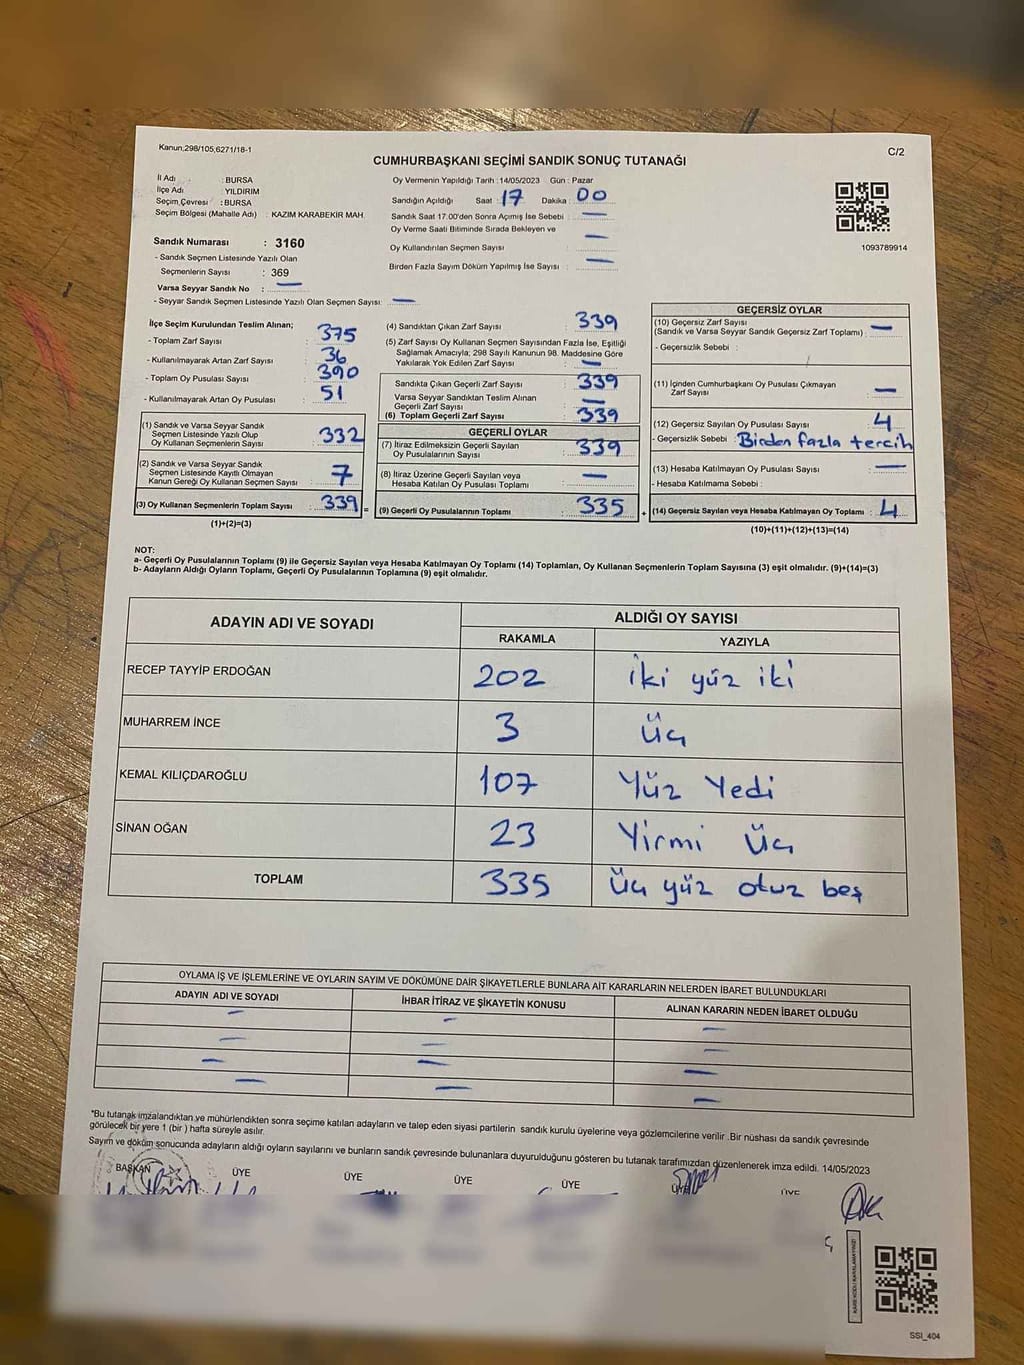 Kanun,298/105,6271/18-1
C/2
CUMHURBAŞKANI SEÇİMİ SANDIK SONUÇ TUTANAĞI
İl Adı : BURSA
İlçe Adı : YILDIRIM
Seçim Çevresi : BURSA
Seçim Bölgesi (Mahalle Adı) : KAZIM KARABEKİR MAH.
Sandık Numarası : 3160
- Sandık Seçmen Listesinde Yazılı Olan
Seçmenlerin Sayısı : 369
Varsa Seyyar Sandık No : —
- Seyyar Sandık Seçmen Listesinde Yazılı Olan Seçmen Sayısı: —
Oy Vermenin Yapıldığı Tarih :14/05/2023 Gün : Pazar
Sandığın Açıldığı Saat : 17 Dakika : 00
Sandık Saat 17:00'den Sonra Açımış İse Sebebi : —
Oy Verme Saati Bitiminde Sırada Bekleyen ve
Oy Kullandırılan Seçmen Sayısı : —
Birden Fazla Sayım Döküm Yapılmış İse Sayısı : —
1093789914
İlçe Seçim Kurulundan Teslim Alınan;
- Toplam Zarf Sayısı : 375
- Kullanılmayarak Artan Zarf Sayısı : 36
- Toplam Oy Pusulası Sayısı : 390
- Kullanılmayarak Artan Oy Pusulası : 51
(1) Sandık ve Varsa Seyyar Sandık
Seçmen Listesinde Yazılı Olup
Oy Kullanan Seçmenlerin Sayısı : 332
(2) Sandık ve Varsa Seyyar Sandık
Seçmen Listesinde Kayıtlı Olmayan
Kanun Gereği Oy Kullanan Seçmen Sayısı : 7
(3) Oy Kullanan Seçmenlerin Toplam Sayısı : 339 =
(1)+(2)=(3)
(4) Sandıktan Çıkan Zarf Sayısı : 339
(5) Zarf Sayısı Oy Kullanan Seçmen Sayısından Fazla İse, Eşitliği
Sağlamak Amacıyla; 298 Sayılı Kanunun 98. Maddesine Göre
Yakılarak Yok Edilen Zarf Sayısı : —
Sandıkta Çıkan Geçerli Zarf Sayısı : 339
Varsa Seyyar Sandıktan Teslim Alınan
Geçerli Zarf Sayısı : —
(6) Toplam Geçerli Zarf Sayısı : 339
GEÇERLİ OYLAR
(7) İtiraz Edilmeksizin Geçerli Sayılan
Oy Pusulalarının Sayısı : 339
(8) İtiraz Üzerine Geçerli Sayılan veya
Hesaba Katılan Oy Pusulası Toplamı : —
(9) Geçerli Oy Pusulalarının Toplamı : 335 +
GEÇERSİZ OYLAR
(10) Geçersiz Zarf Sayısı
(Sandık ve Varsa Seyyar Sandık Geçersiz Zarf Toplamı) : —
- Geçersizlik Sebebi :
(11) İçinden Cumhurbaşkanı Oy Pusulası Çıkmayan
Zarf Sayısı : —
(12) Geçersiz Sayılan Oy Pusulası Sayısı : 4
- Geçersizlik Sebebi : Birden fazla tercih
(13) Hesaba Katılmayan Oy Pusulası Sayısı : —
- Hesaba Katılmama Sebebi :
(14) Geçersiz Sayılan veya Hesaba Katılmayan Oy Toplamı : 4
(10)+(11)+(12)+(13)=(14)
NOT:
a- Geçerli Oy Pusulalarının Toplamı (9) ile Geçersiz Sayılan veya Hesaba Katılmayan Oy Toplamı (14) Toplamları, Oy Kullanan Seçmenlerin Toplam Sayısına (3) eşit olmalıdır. (9)+(14)=(3)
b- Adayların Aldığı Oyların Toplamı, Geçerli Oy Pusulalarının Toplamına (9) eşit olmalıdır.
ADAYIN ADI VE SOYADI
ALDIĞI OY SAYISI
RAKAMLA YAZIYLA
RECEP TAYYİP ERDOĞAN 202 iki yüz iki
MUHARREM İNCE 3 Üç
KEMAL KILIÇDAROĞLU 107 Yüz Yedi
SİNAN OĞAN 23 Yirmi Üç
TOPLAM 335 Üç yüz otuz beş
OYLAMA İŞ VE İŞLEMLERİNE VE OYLARIN SAYIM VE DÖKÜMÜNE DAİR ŞİKAYETLERLE BUNLARA AİT KARARLARIN NELERDEN İBARET BULUNDUKLARI
ADAYIN ADI VE SOYADI İHBAR İTİRAZ VE ŞİKAYETİN KONUSU ALINAN KARARIN NEDEN İBARET OLDUĞU
— — —
— — —
— — —
— — —
*Bu tutanak imzalandıktan ve mühürlendikten sonra seçime katılan adayların ve talep eden siyasi partilerin sandık kurulu üyelerine veya gözlemcilerine verilir .Bir nüshası da sandık çevresinde
görülecek bir yere 1 (bir ) hafta süreyle asılır.
Sayım ve döküm sonucunda adayların aldığı oyların sayılarını ve bunların sandık çevresinde bulunanlara duyurulduğunu gösteren bu tutanak tarafımızdan düzenlenerek imza edildi. 14/05/2023
BAŞKAN ÜYE ÜYE ÜYE ÜYE ÜYE ÜYE
SSI_404